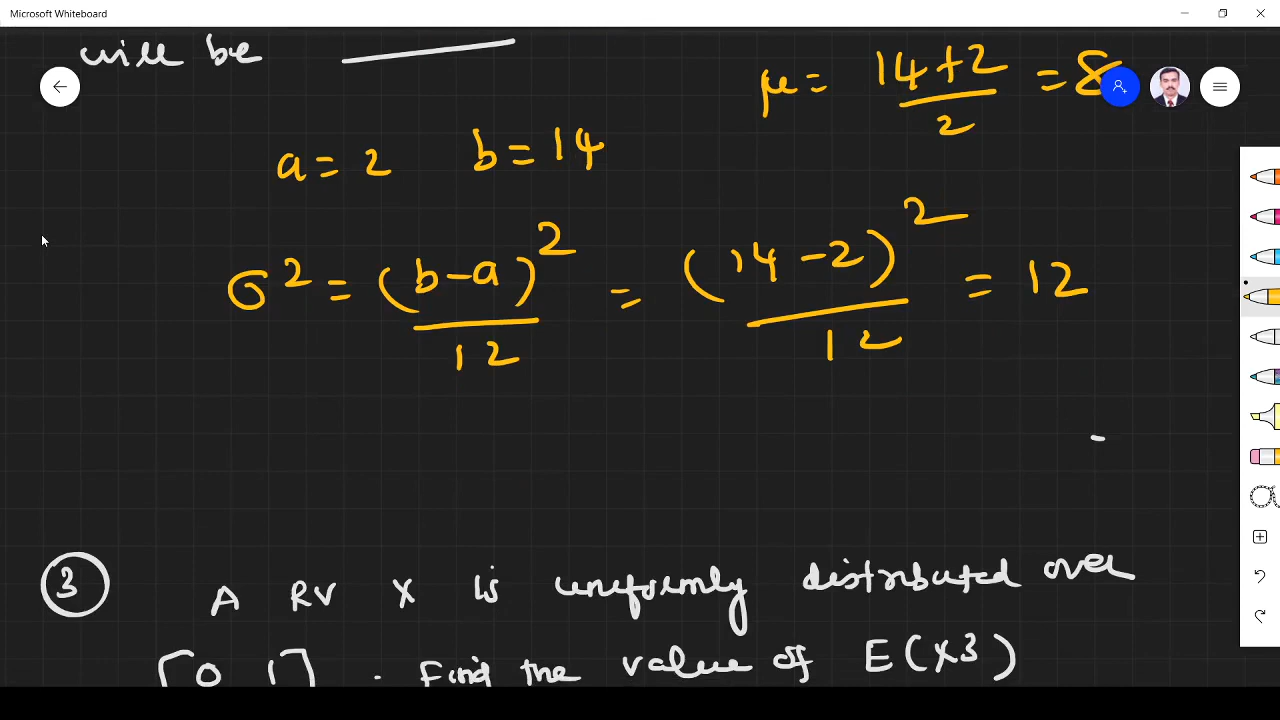 Microsoft Whiteboard
will be
μ = 14+2 / 2 = 8
a = 2 b = 14
σ² = (b-a)² / 12 = (14-2)² / 12 = 12
③ A RV X is uniformly distributed over
[0 1] . Find the value of E(X3)